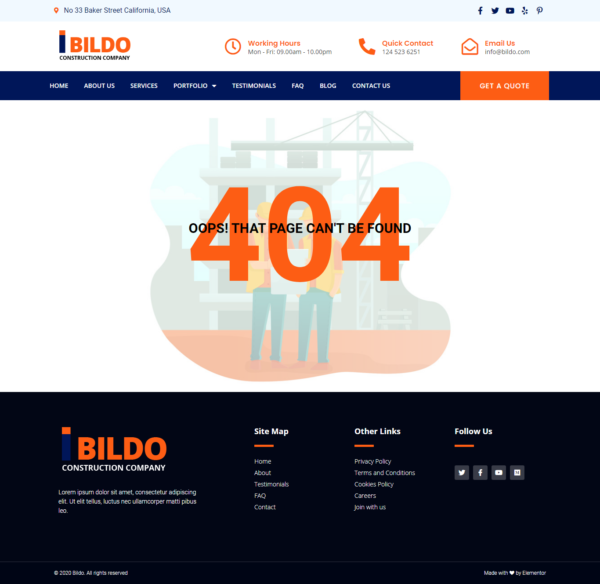 No 33 Baker Street California, USA
BILDO
CONSTRUCTION COMPANY
Working Hours
Mon - Fri: 09.00am - 10.00pm
Quick Contact
124 523 6251
Email Us
info@bildo.com
HOME ABOUT US SERVICES PORTFOLIO TESTIMONIALS FAQ BLOG CONTACT US GET A QUOTE
404
OOPS! THAT PAGE CAN'T BE FOUND
BILDO
CONSTRUCTION COMPANY
Lorem ipsum dolor sit amet, consectetur adipiscing
elit. Ut elit tellus, luctus nec ullamcorper matti pibus
leo.
Site Map
Home
About
Testimonials
FAQ
Contact
Other Links
Privacy Policy
Terms and Conditions
Cookies Policy
Careers
Join with us
Follow Us
© 2020 Bildo. All rights reserved
Made with ❤ by Elementor